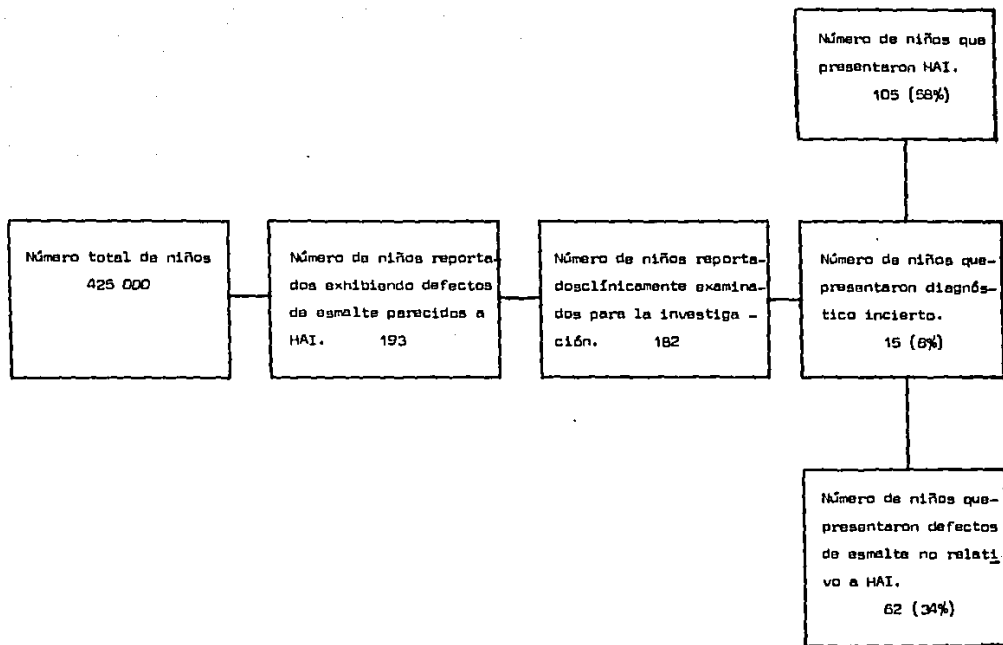 Número de niños que
presentaron HAI.
105 (58%)
Número total de niños
425 000
Número de niños reporta-
dos exhibiendo defectos
de esmalte parecidos a
HAI. 193
Número de niños reporta-
dosclínicamente examina-
dos para la investiga -
ción. 182
Número de niños que-
presentaron diagnós-
tico incierto.
15 (8%)
Número de niños que-
presentaron defectos
de esmalte no relati
vo a HAI.
62 (34%)